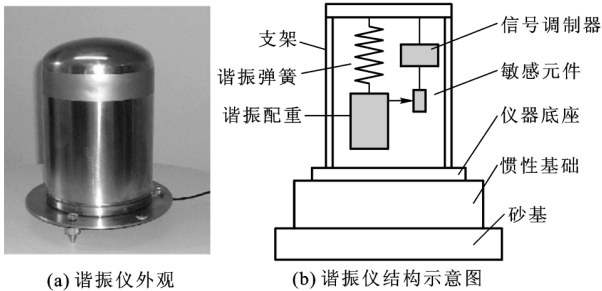 支架
谐振弹簧
谐振配重
信号调制器
敏感元件
仪器底座
惯性基础
砂基
(a) 谐振仪外观
(b) 谐振仪结构示意图